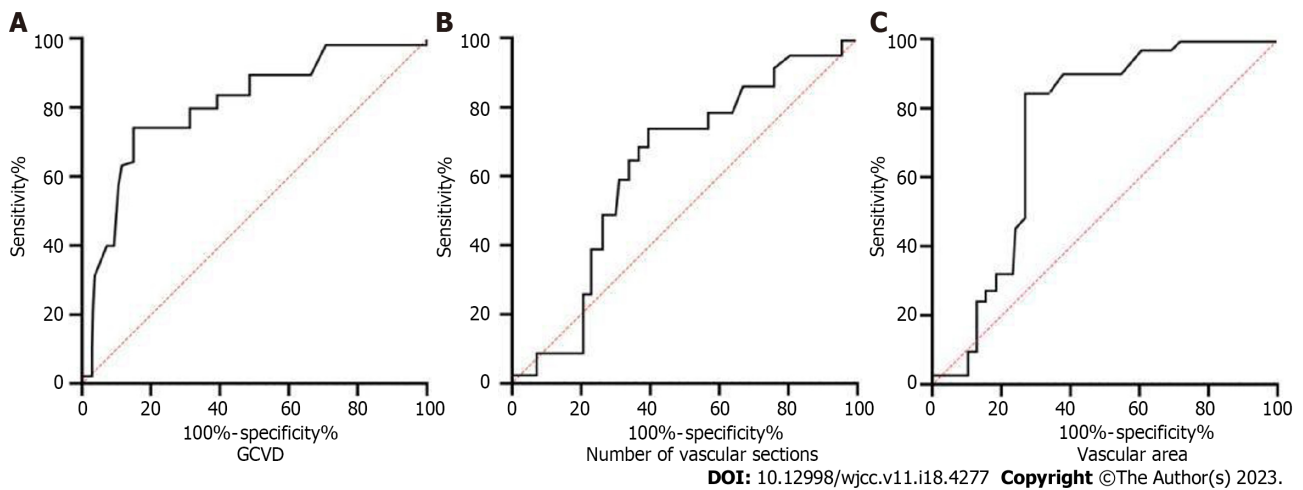 A
100
80
60
40
20
0
Sensitivity%
0 20 40 60 80 100
100%-specificity%
GCVD
B
100
80
60
40
20
0
Sensitivity%
0 20 40 60 80 100
100%-specificity%
Number of vascular sections
C
100
80
60
40
20
0
Sensitivity%
0 20 40 60 80 100
100%-specificity%
Vascular area
DOI: 10.12998/wjcc.v11.i18.4277 Copyright ©The Author(s) 2023.